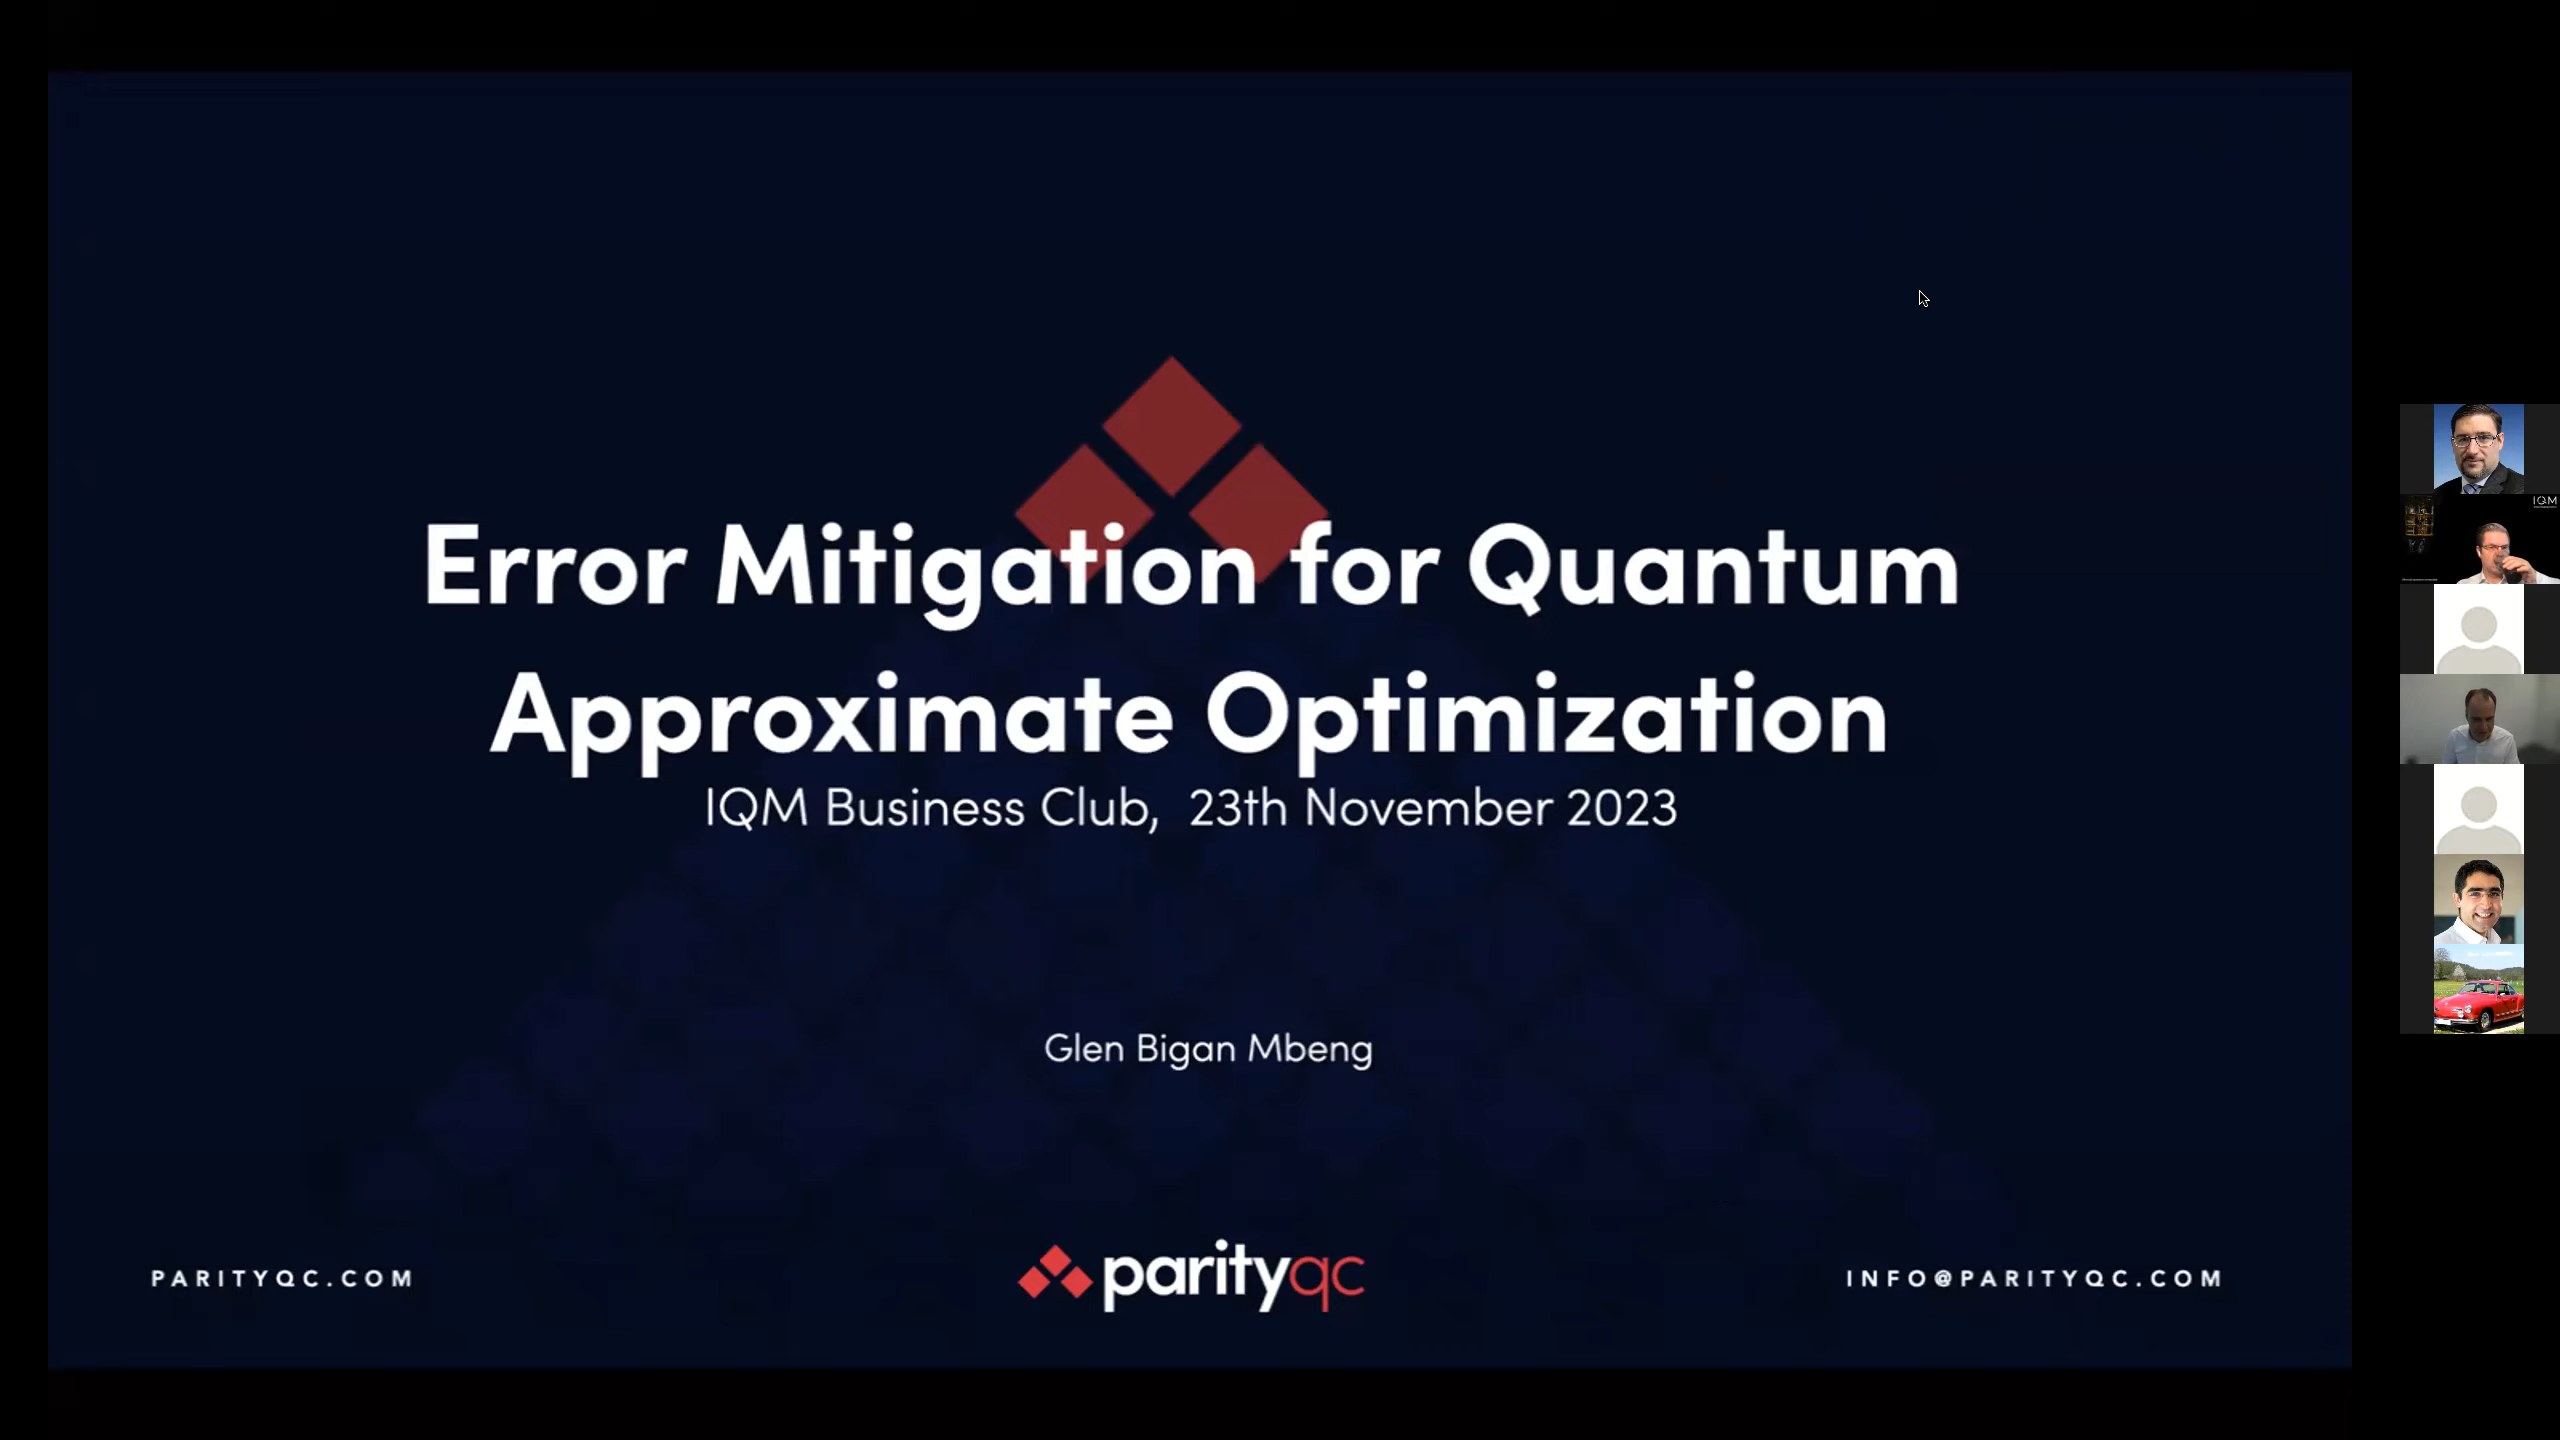 Error Mitigation for Quantum
Approximate Optimization
IQM Business Club, 23th November 2023
Glen Bigan Mbeng
PARITYQC.COM
parityqc
INFO@PARITYQC.COM
IQM